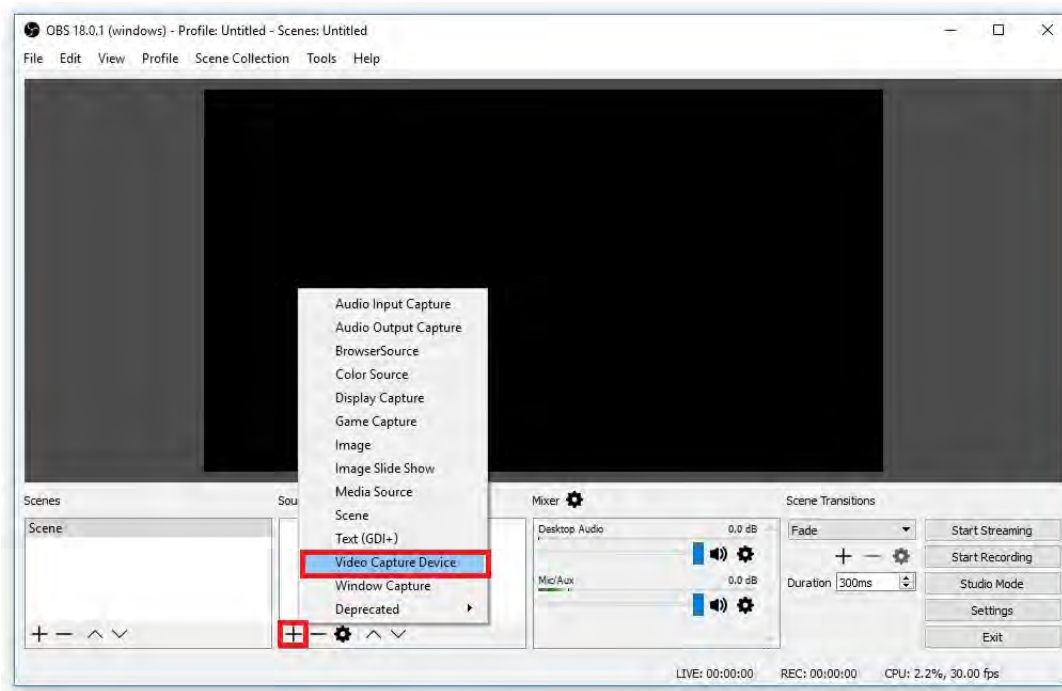 OBS 18.0.1 (windows) - Profile: Untitled - Scenes: Untitled
File Edit View Profile Scene Collection Tools Help
Audio Input Capture
Audio Output Capture
BrowserSource
Color Source
Display Capture
Game Capture
Image
Image Slide Show
Media Source
Scene
Text (GDI+)
Video Capture Device
Window Capture
Deprecated
Scenes
Scene
Sou
Mixer
Desktop Audio 0.0 dB
Mic/Aux 0.0 dB
Scene Transitions
Fade
Duration 300ms
Start Streaming
Start Recording
Studio Mode
Settings
Exit
LIVE: 00:00:00 REC: 00:00:00 CPU: 2.2%, 30.00 fps